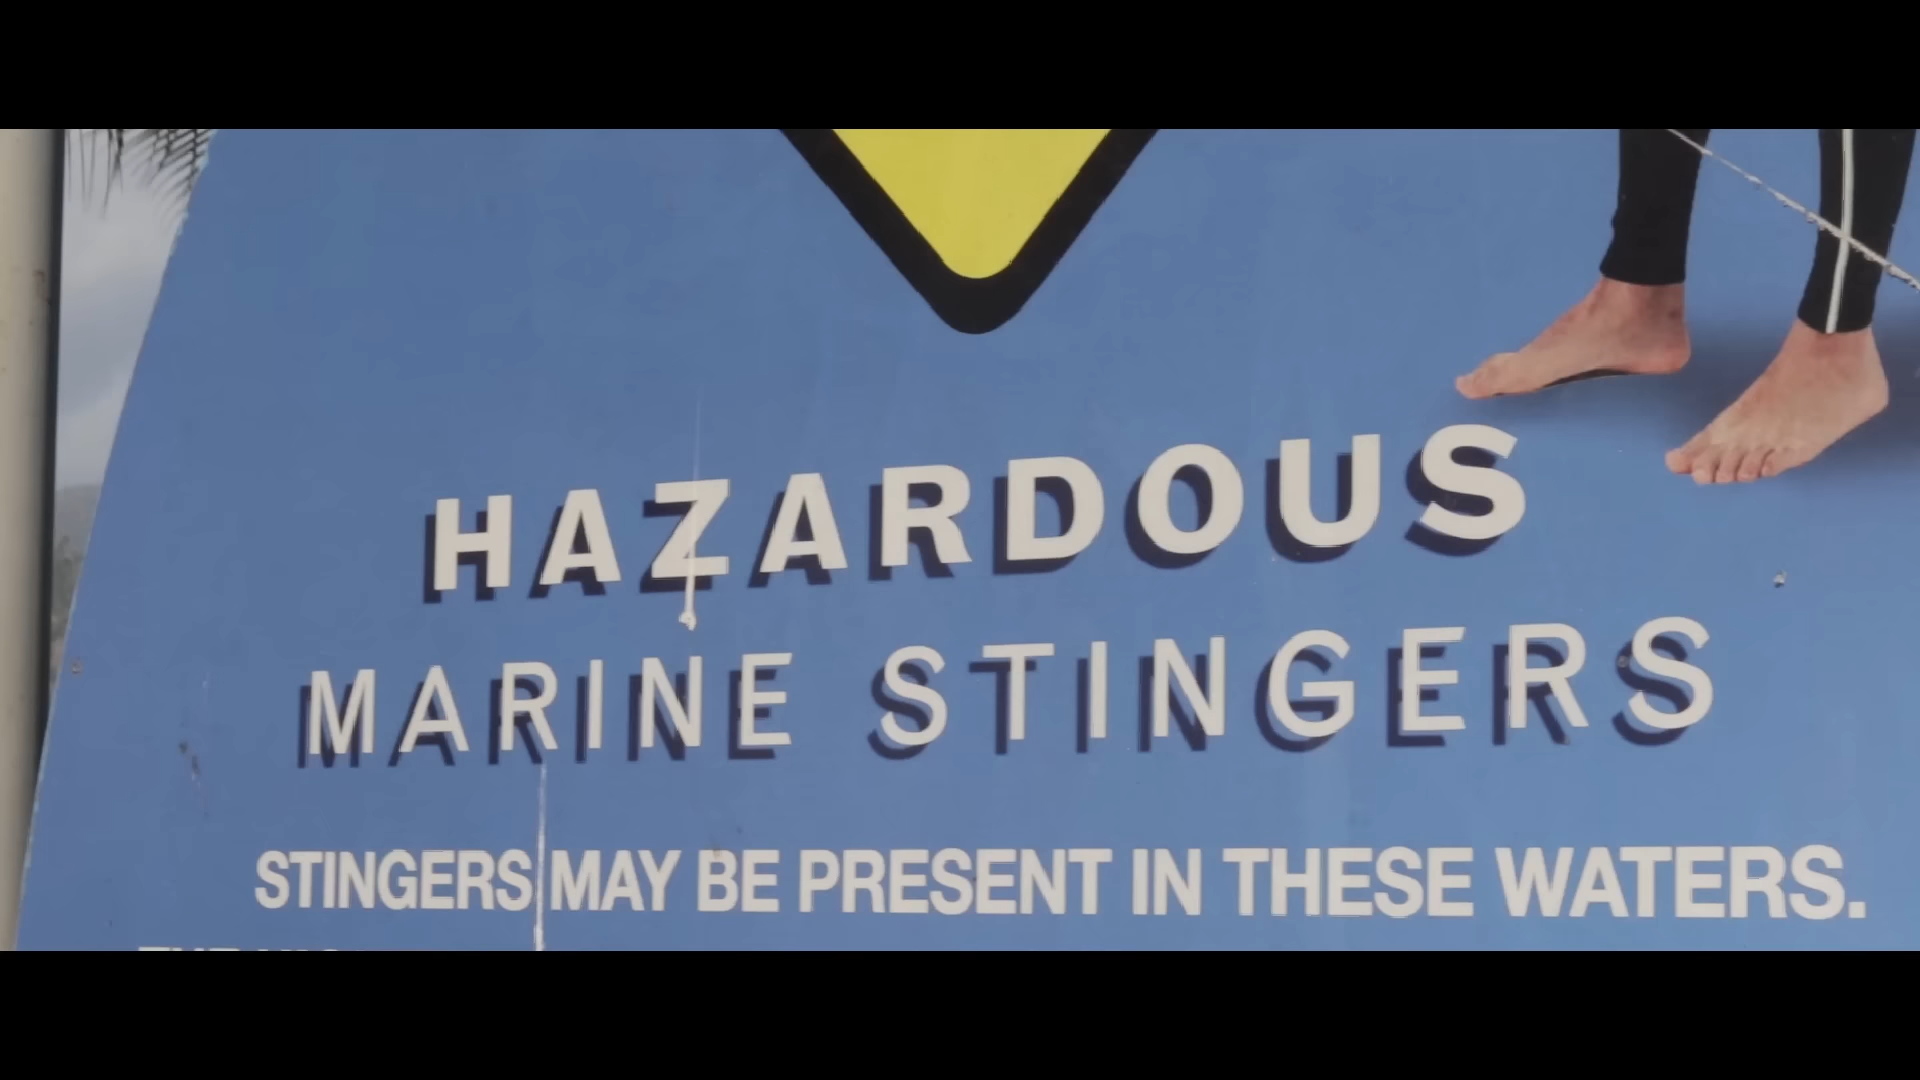 HAZARDOUS
MARINE STINGERS
STINGERS MAY BE PRESENT IN THESE WATERS.